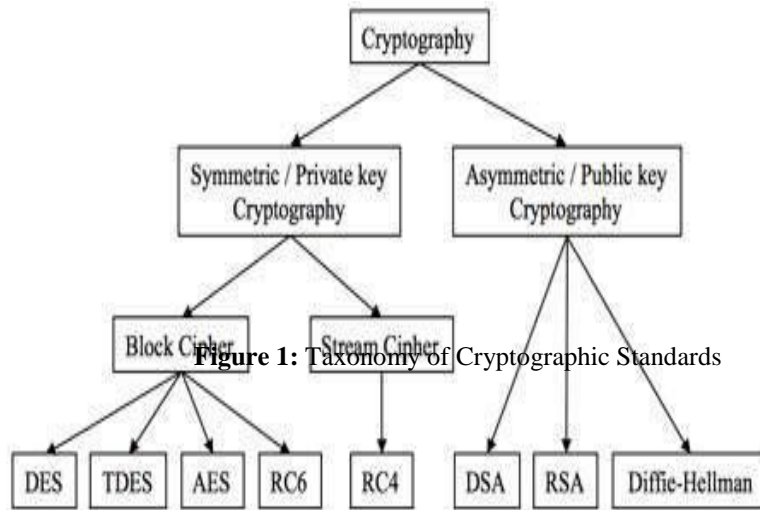 Cryptography
Symmetric / Private key
Cryptography
Asymmetric / Public key
Cryptography
Block Cipher
Stream Cipher
Figure 1: Taxonomy of Cryptographic Standards
DES
TDES
AES
RC6
RC4
DSA
RSA
Diffie-Hellman